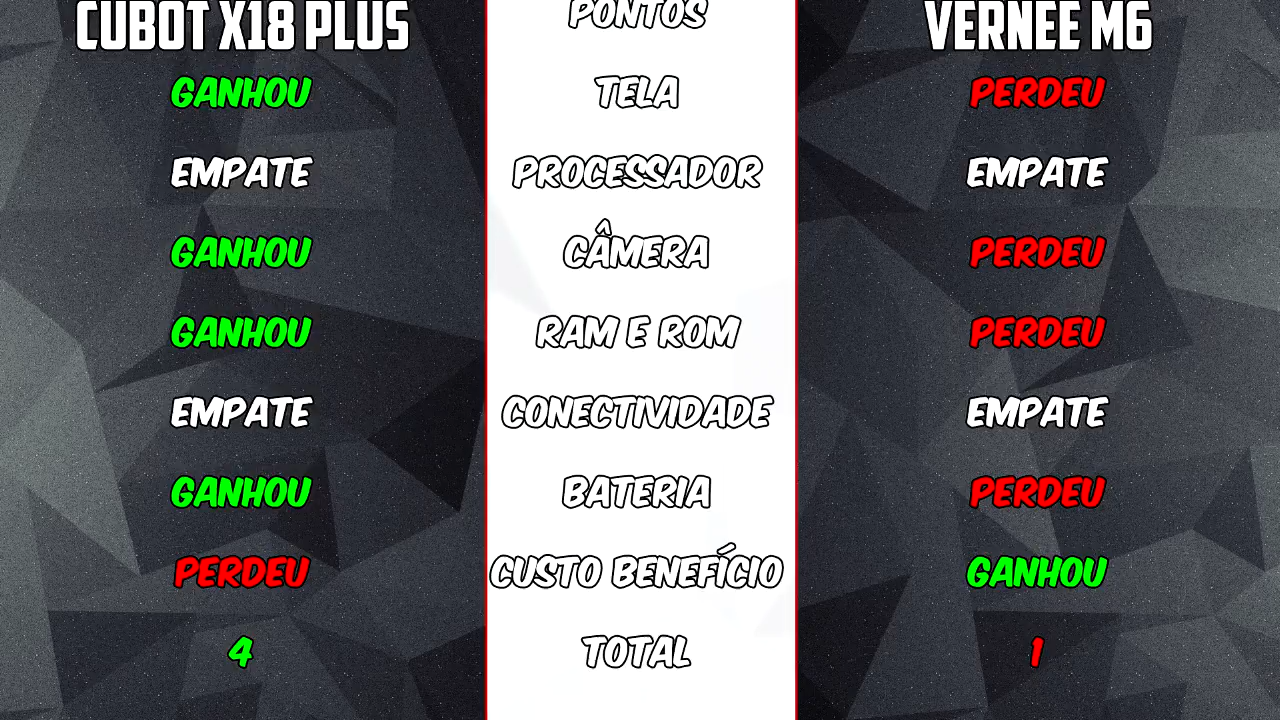 CUBOT X18 PLUS PONTOS VERNEE M6
GANHOU TELA PERDEU
EMPATE PROCESSADOR EMPATE
GANHOU CÂMERA PERDEU
GANHOU RAM E ROM PERDEU
EMPATE CONECTIVIDADE EMPATE
GANHOU BATERIA PERDEU
PERDEU CUSTO BENEFÍCIO GANHOU
4 TOTAL 1